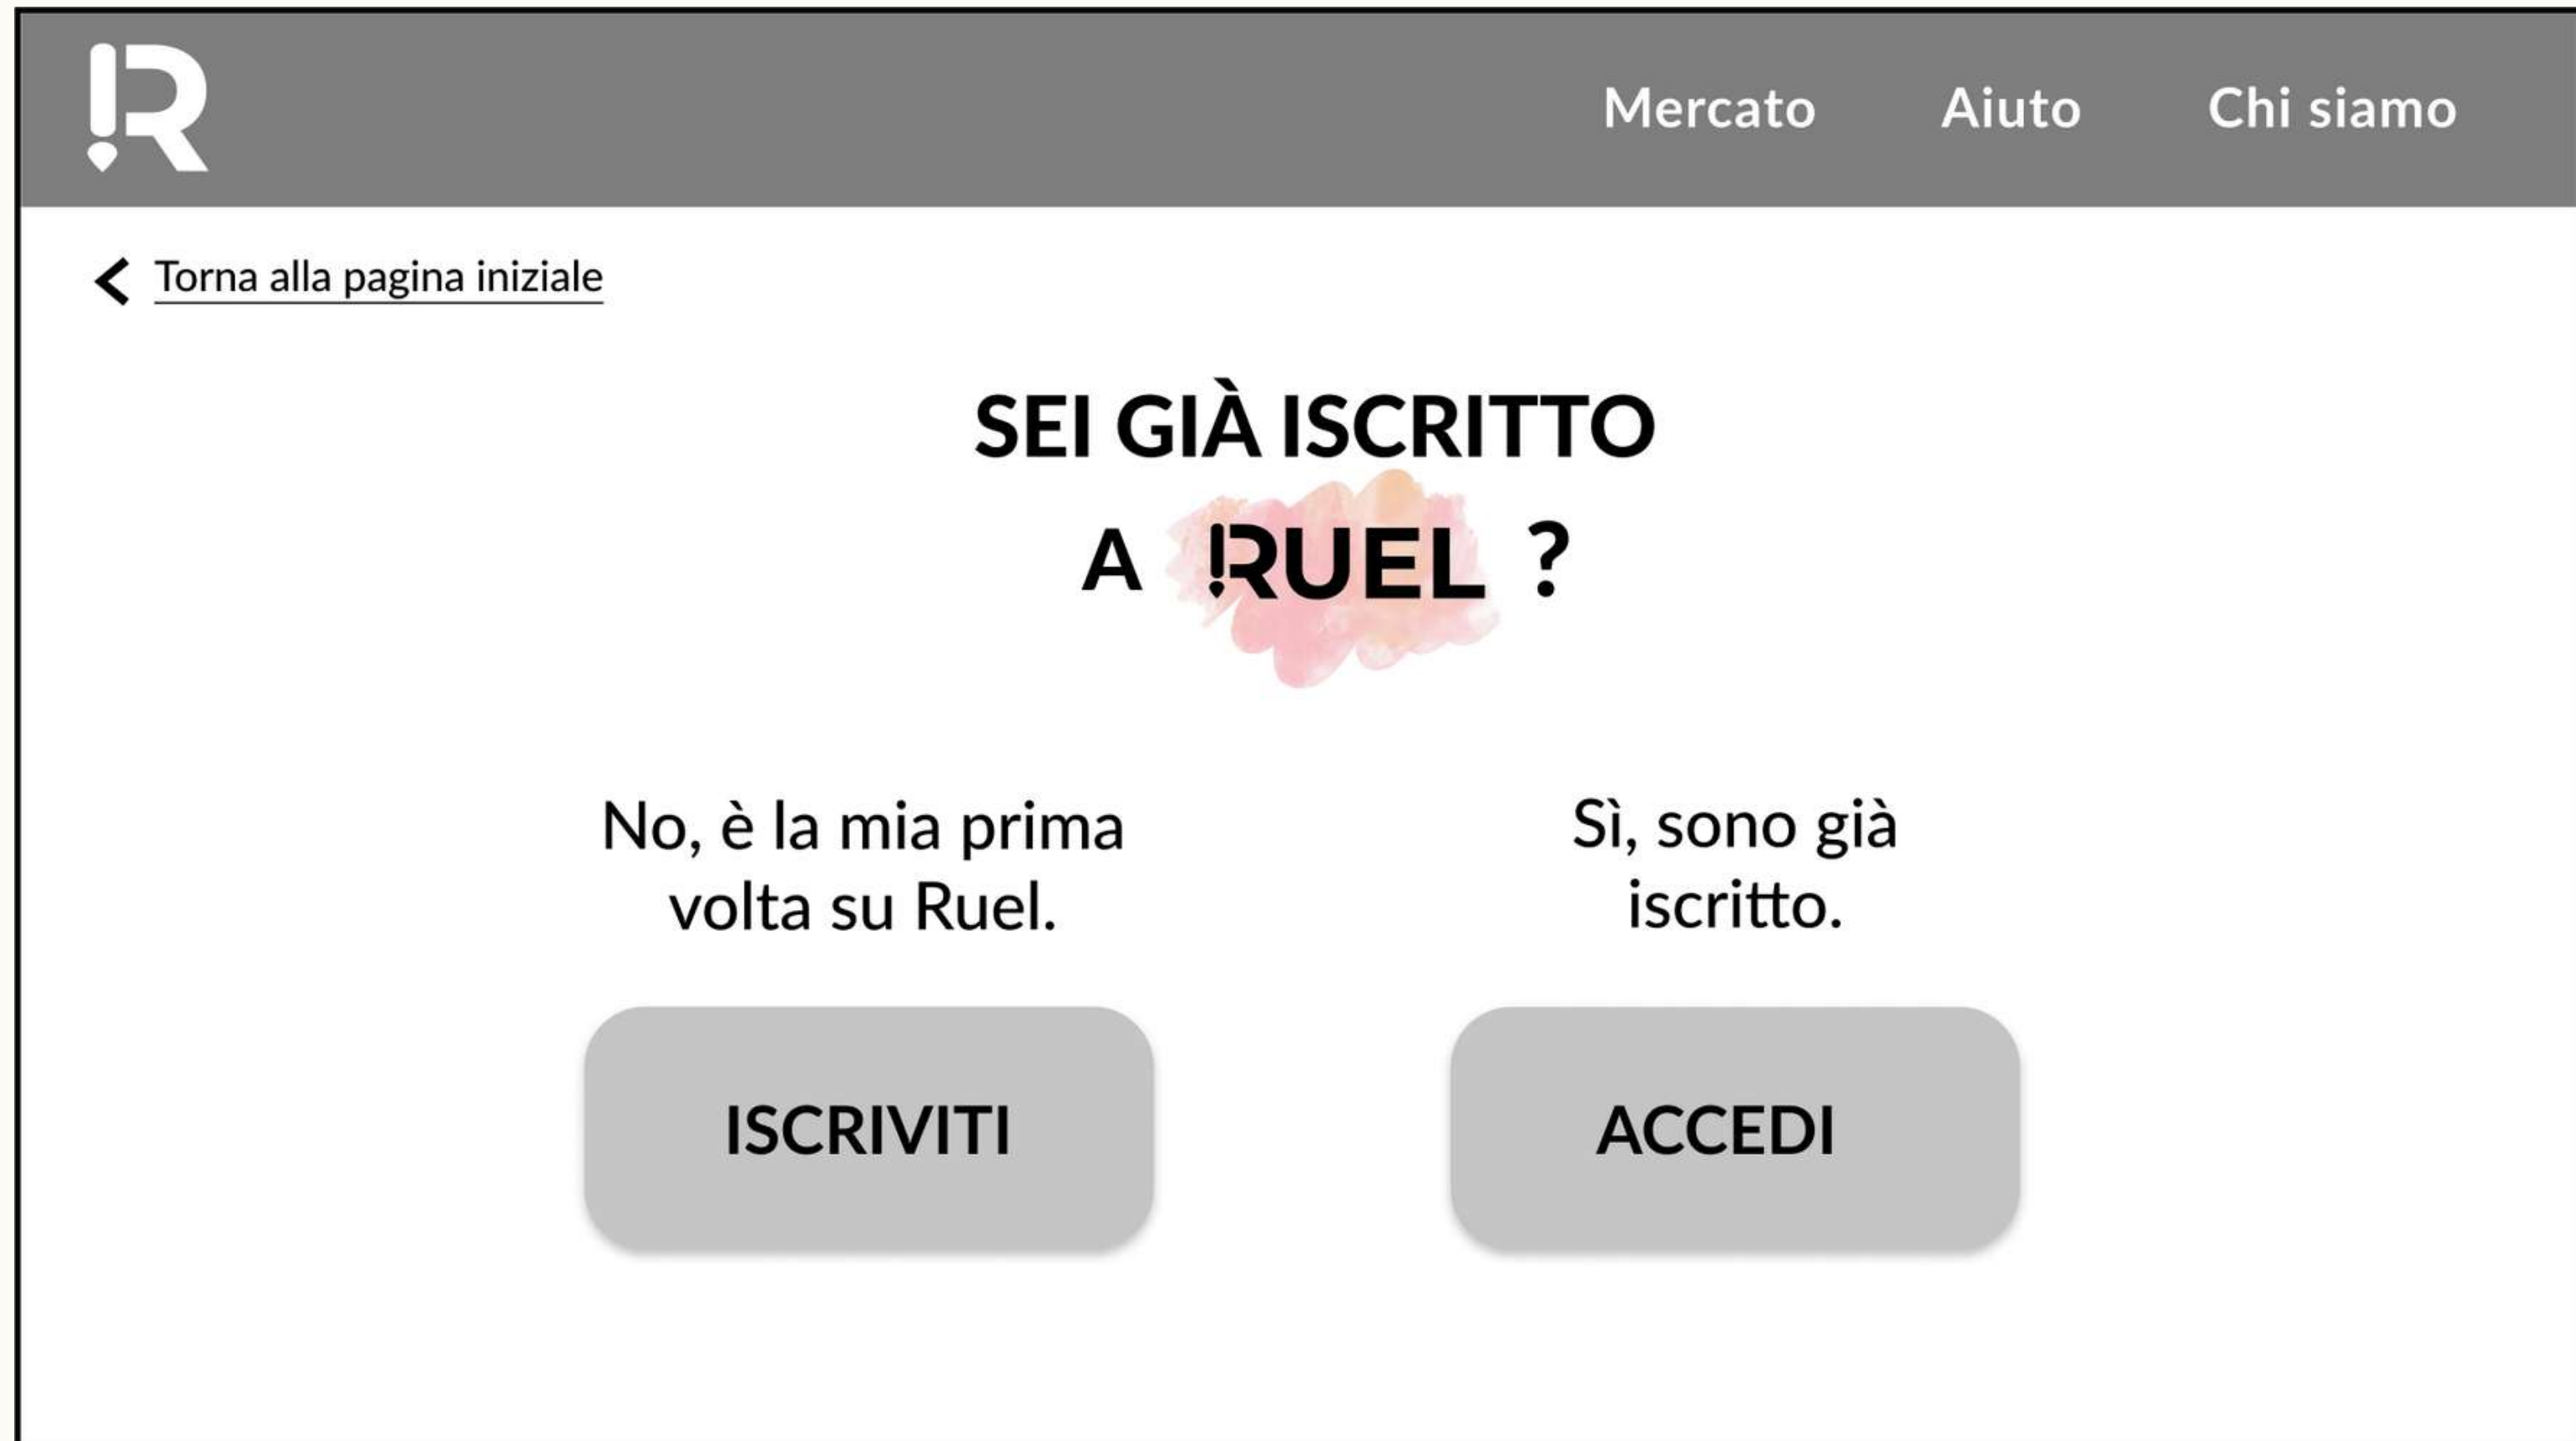 R
Mercato Aiuto Chi siamo
Torna alla pagina iniziale
SEI GIÀ ISCRITTO
A RUEL ?
No, è la mia prima
volta su Ruel.
Sì, sono già
iscritto.
ISCRIVITI
ACCEDI